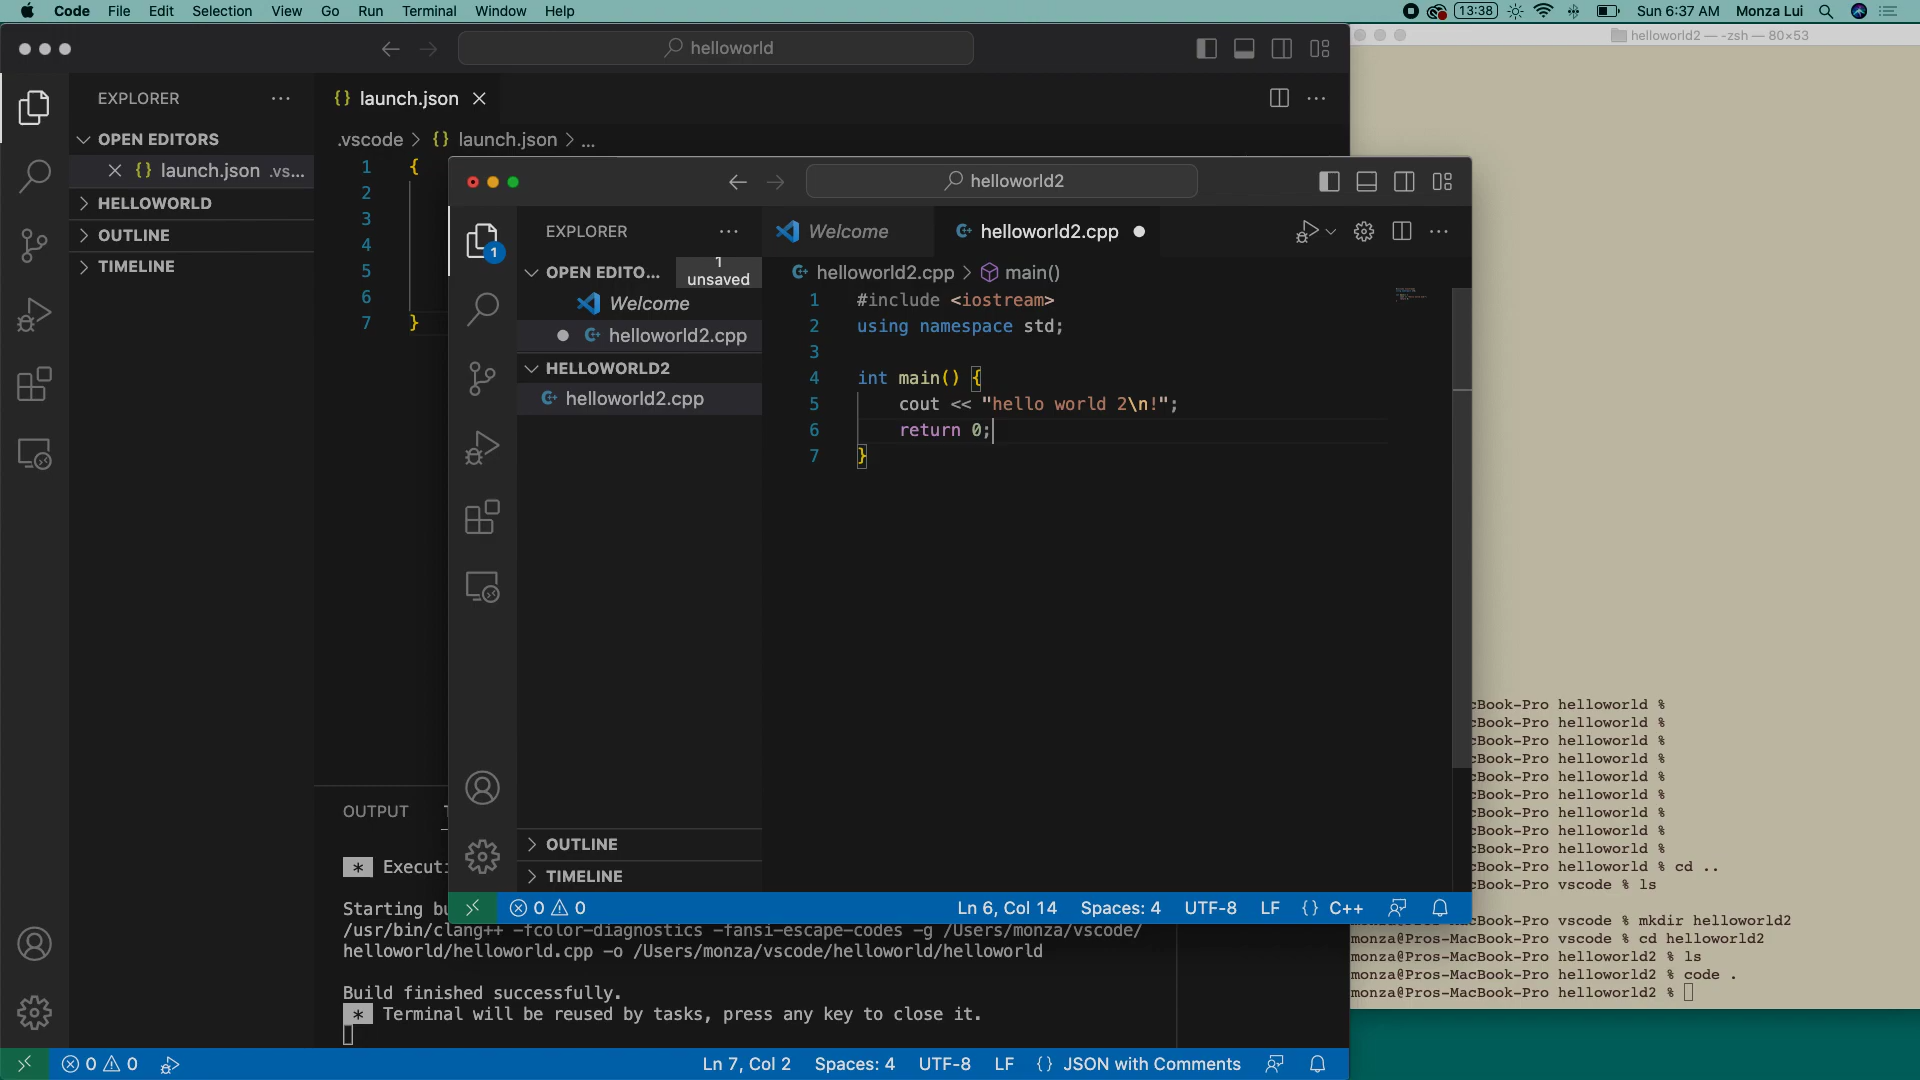 Code File Edit Selection View Go Run Terminal Window Help
13:38 Sun 6:37 AM Monza Lui
helloworld
EXPLORER
OPEN EDITORS
launch.json .vs...
HELLOWORLD
OUTLINE
TIMELINE
{} launch.json
.vscode > {} launch.json > ...
1 {
2
3
4
5
6
7 }
OUTPUT
* Executi
Starting bu
/usr/bin/clang++ -fcolor-diagnostics -fansi-escape-codes -g /Users/monza/vscode/
helloworld/helloworld.cpp -o /Users/monza/vscode/helloworld/helloworld
Build finished successfully.
* Terminal will be reused by tasks, press any key to close it.
0 0
Ln 7, Col 2 Spaces: 4 UTF-8 LF {} JSON with Comments
helloworld2
1
EXPLORER
OPEN EDITO... 1 unsaved
Welcome
helloworld2.cpp
HELLOWORLD2
helloworld2.cpp
OUTLINE
TIMELINE
Welcome
helloworld2.cpp
helloworld2.cpp > main()
1 #include <iostream>
2 using namespace std;
3
4 int main() {
5 cout << "hello world 2\n!";
6 return 0;
7 }
0 0
Ln 6, Col 14 Spaces: 4 UTF-8 LF {} C++
helloworld2 — -zsh — 80×53
cBook-Pro helloworld %
cBook-Pro helloworld %
cBook-Pro helloworld %
cBook-Pro helloworld %
cBook-Pro helloworld %
cBook-Pro helloworld %
cBook-Pro helloworld %
cBook-Pro helloworld %
cBook-Pro helloworld %
cBook-Pro helloworld % cd ..
cBook-Pro vscode % ls
cBook-Pro vscode % mkdir helloworld2
monza@Pros-MacBook-Pro vscode % cd helloworld2
monza@Pros-MacBook-Pro helloworld2 % ls
monza@Pros-MacBook-Pro helloworld2 % code .
monza@Pros-MacBook-Pro helloworld2 %